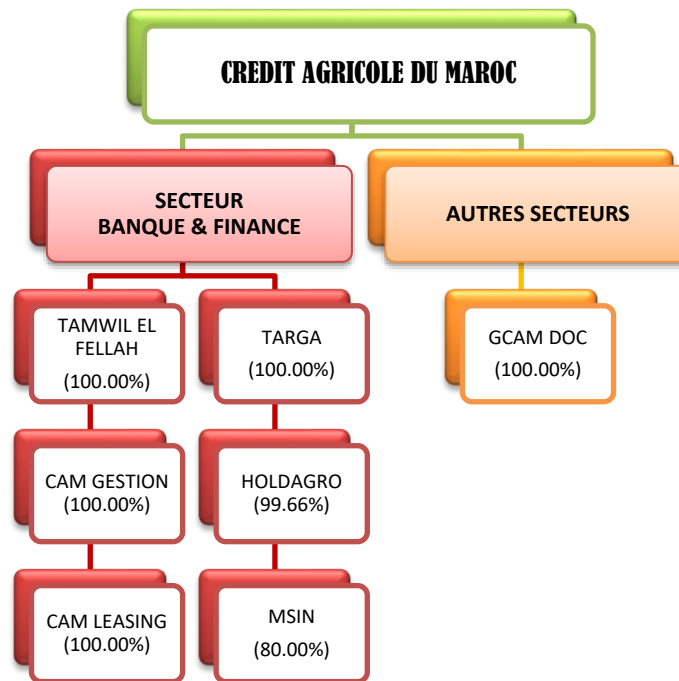 CREDIT AGRICOLE DU MAROC
SECTEUR
BANQUE & FINANCE
AUTRES SECTEURS
TAMWIL EL
FELLAH
(100.00%)
TARGA
(100.00%)
GCAM DOC
(100.00%)
CAM GESTION
(100.00%)
HOLDAGRO
(99.66%)
CAM LEASING
(100.00%)
MSIN
(80.00%)